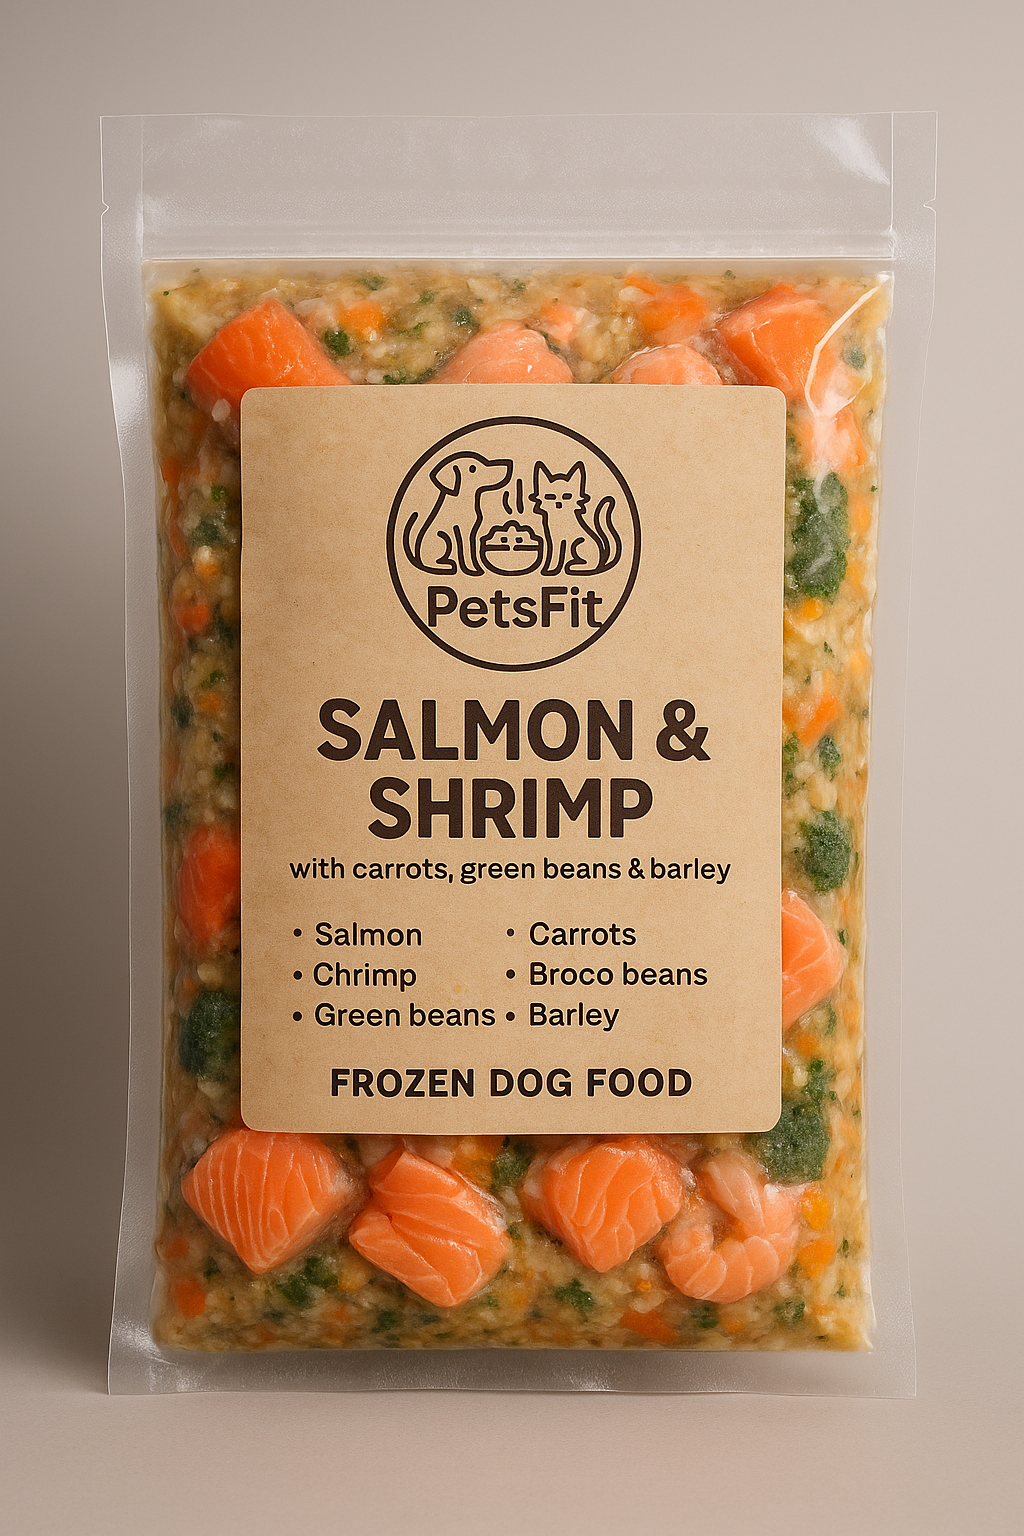 PetsFit
SALMON &
SHRIMP
with carrots, green beans & barley
• Salmon
• Chrimp
• Green beans
• Carrots
• Broco beans
• Barley
FROZEN DOG FOOD